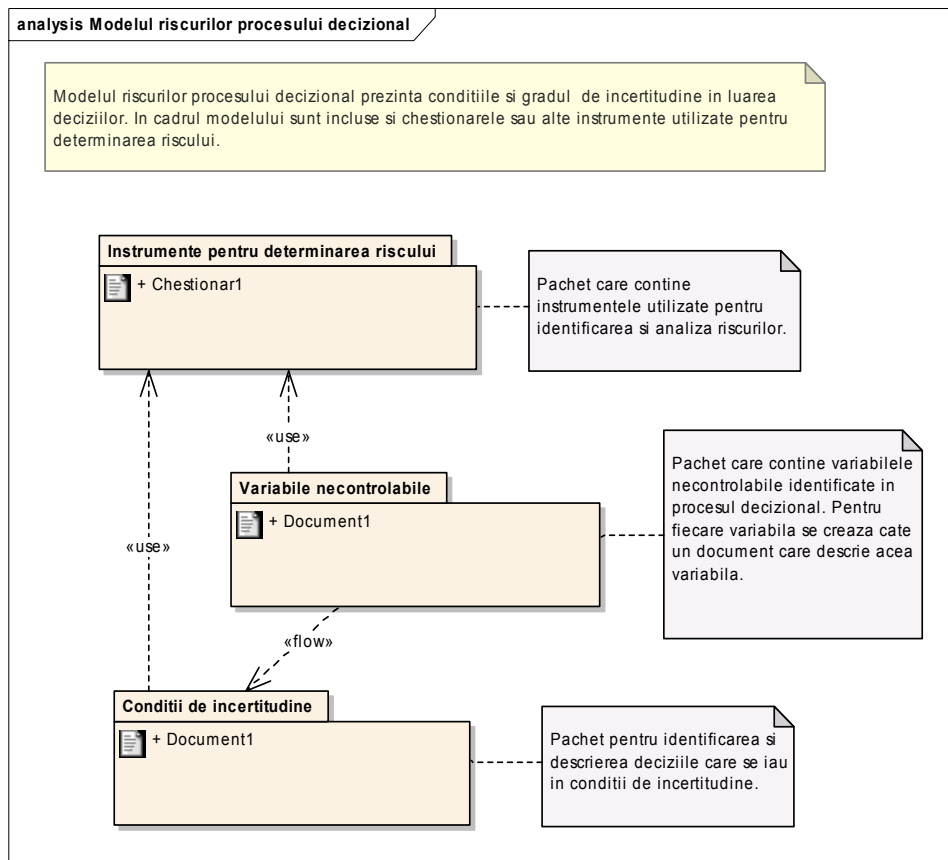 analysis Modelul riscurilor procesului decizional
Modelul riscurilor procesului decizional prezinta conditiile si gradul de incertitudine in luarea
deciziilor. In cadrul modelului sunt incluse si chestionarele sau alte instrumente utilizate pentru
determinarea riscului.
Instrumente pentru determinarea riscului
+ Chestionar1
Pachet care contine
instrumentele utilizate pentru
identificarea si analiza riscurilor.
«use»
Variabile necontrolabile
+ Document1
Pachet care contine variabilele
necontrolabile identificate in
procesul decizional. Pentru
fiecare variabila se creaza cate
un document care descrie acea
variabila.
«use»
«flow»
Conditii de incertitudine
+ Document1
Pachet pentru identificarea si
descrierea deciziile care se iau
in conditii de incertitudine.